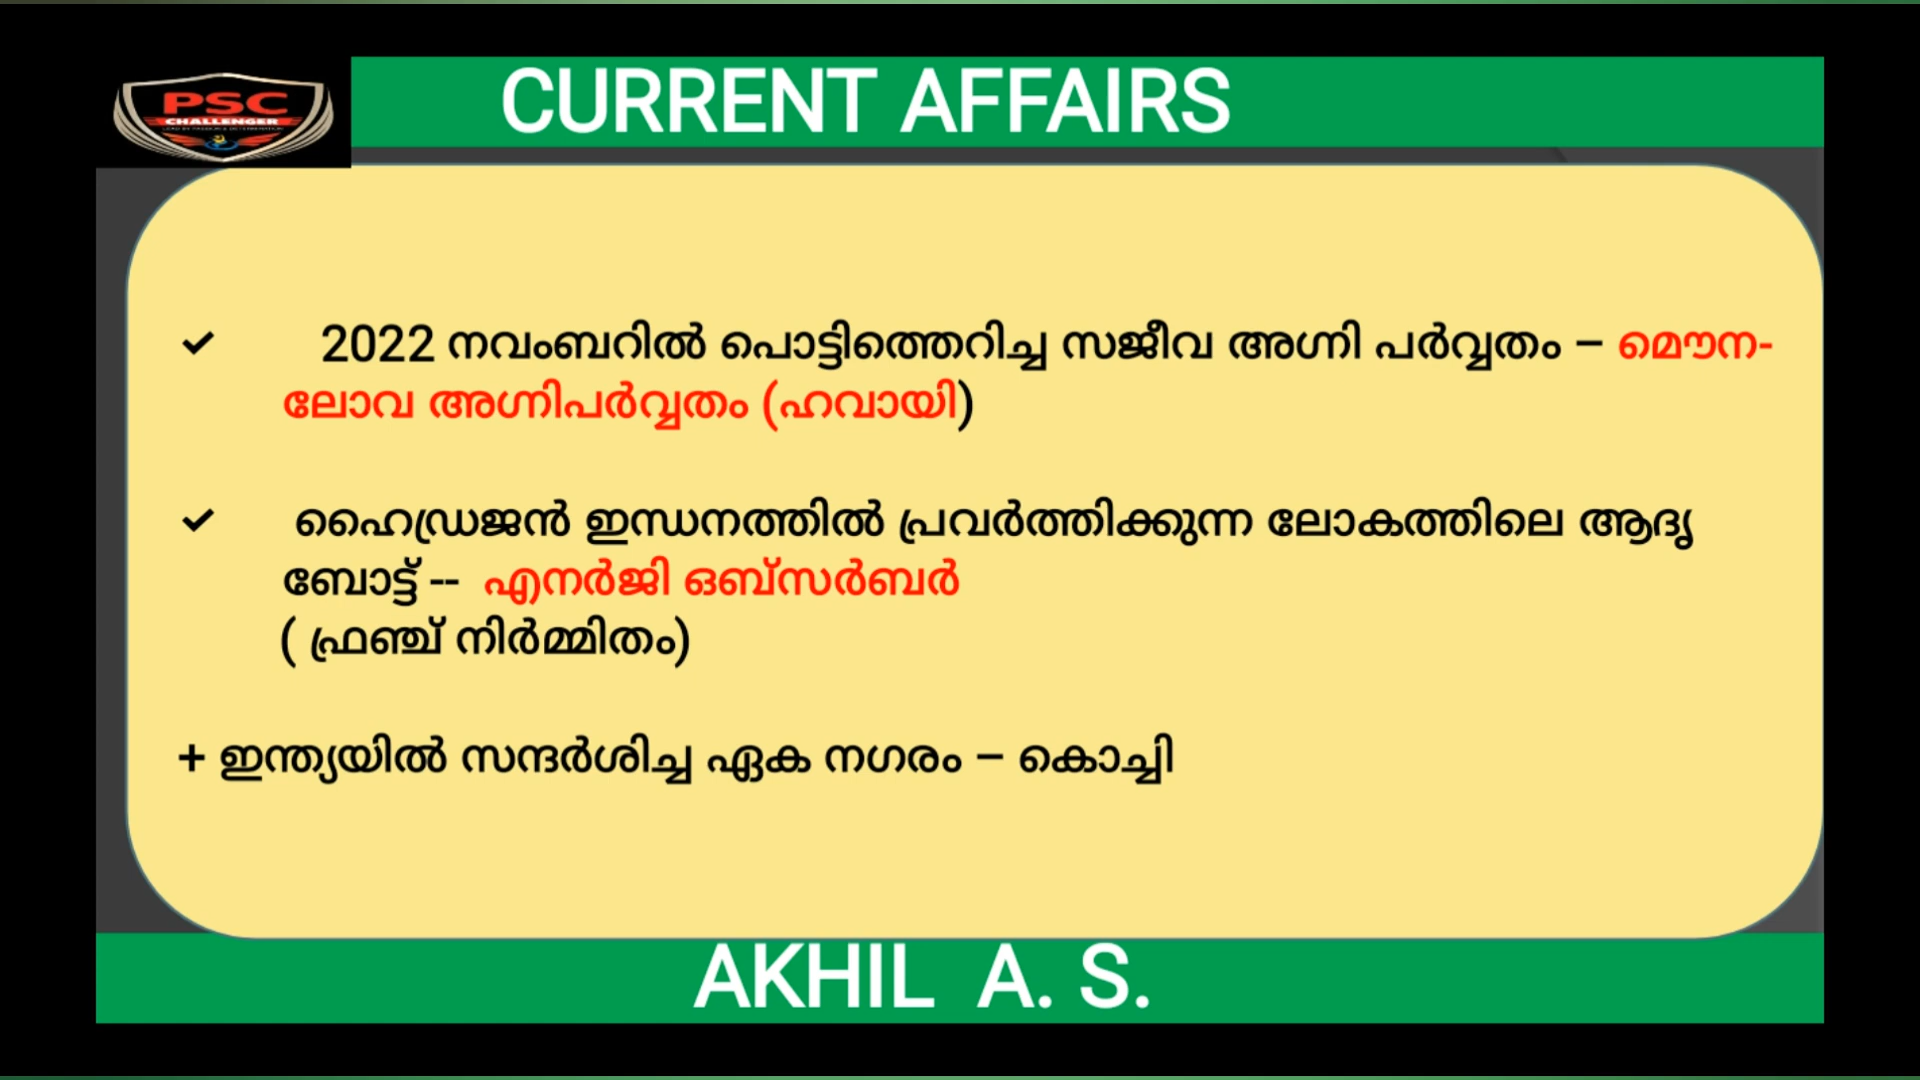 PSC
CHALLENGER
CURRENT AFFAIRS
✓ 2022 നവംബറിൽ പൊട്ടിത്തെറിച്ച സജീവ അഗ്നി പർവ്വതം – മൌന-
ലോവ അഗ്നിപർവ്വതം (ഹവായി)
✓ ഹൈഡ്രജൻ ഇന്ധനത്തിൽ പ്രവർത്തിക്കുന്ന ലോകത്തിലെ ആദൃ
ബോട്ട് -- എനർജി ഒബ്സർബർ
( ഫ്രഞ്ച് നിർമ്മിതം)
+ ഇന്ത്യയിൽ സന്ദർശിച്ച ഏക നഗരം – കൊച്ചി
AKHIL A. S.